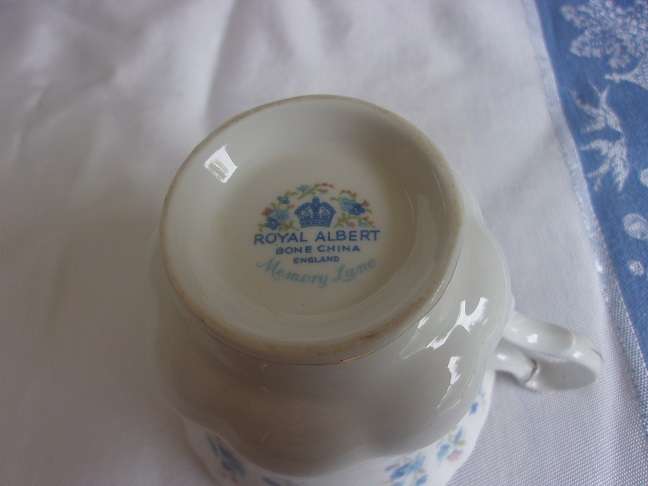 ROYAL ALBERT
BONE CHINA
ENGLAND
Memory Lane